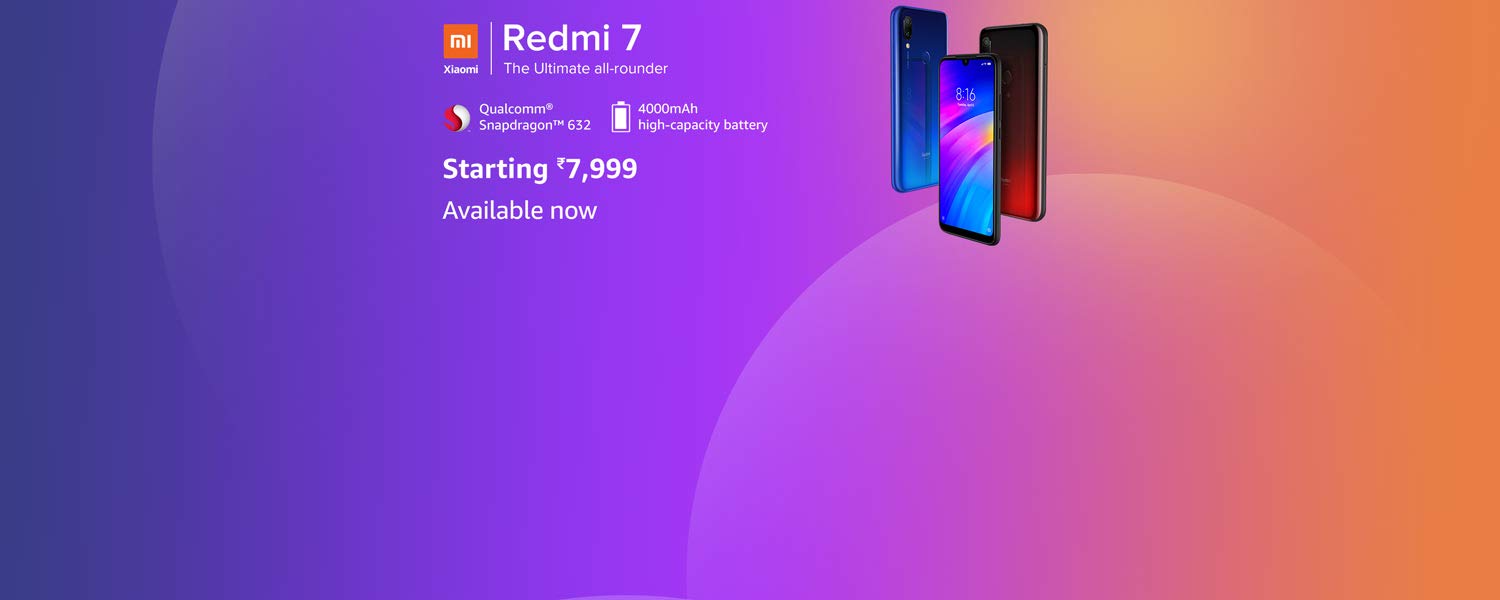 mi
Xiaomi
Redmi 7
The Ultimate all-rounder
Qualcomm®
Snapdragon™ 632
4000mAh
high-capacity battery
Starting ₹7,999
Available now
8:16